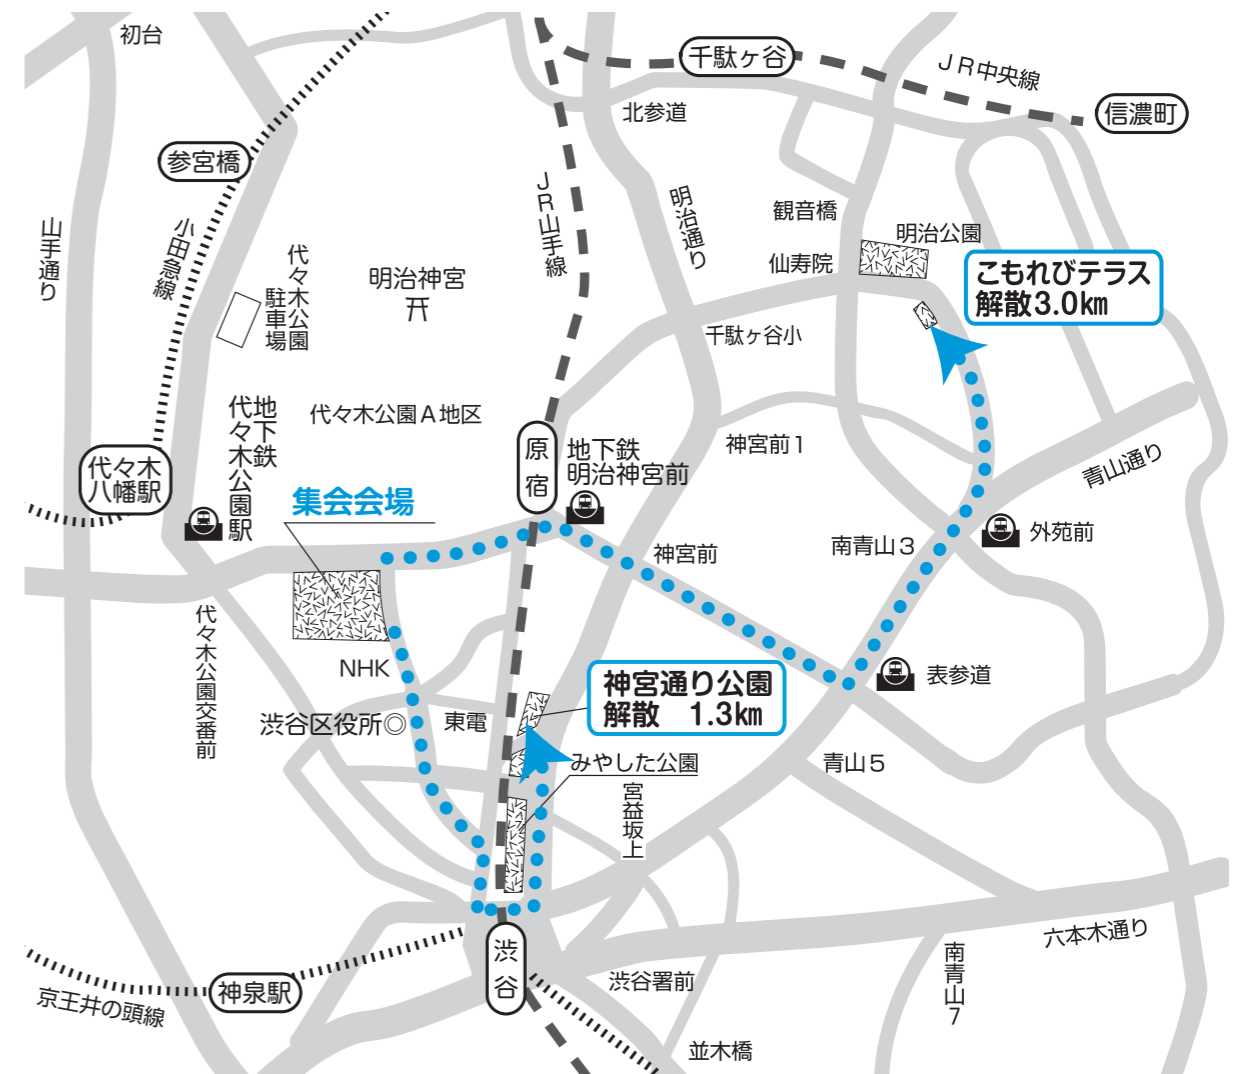 初台
千駄ヶ谷
JR中央線
信濃町
北参道
参宮橋
山手通り
小田急線
JR山手線
明治通り
観音橋
明治公園
仙寿院
こもれびテラス
解散3.0km
代々木公園
駐車場
明治神宮
千駄ヶ谷小
代々木公園A地区
地下鉄
代々木公園駅
原宿
地下鉄
明治神宮前
神宮前1
青山通り
代々木
八幡駅
集会会場
外苑前
南青山3
神宮前
代々木公園交番前
NHK
表参道
神宮通り公園
解散 1.3km
渋谷区役所◎
東電
みやした公園
青山5
宮益坂上
六本木通り
渋谷
渋谷署前
南青山7
神泉駅
京王井の頭線
並木橋